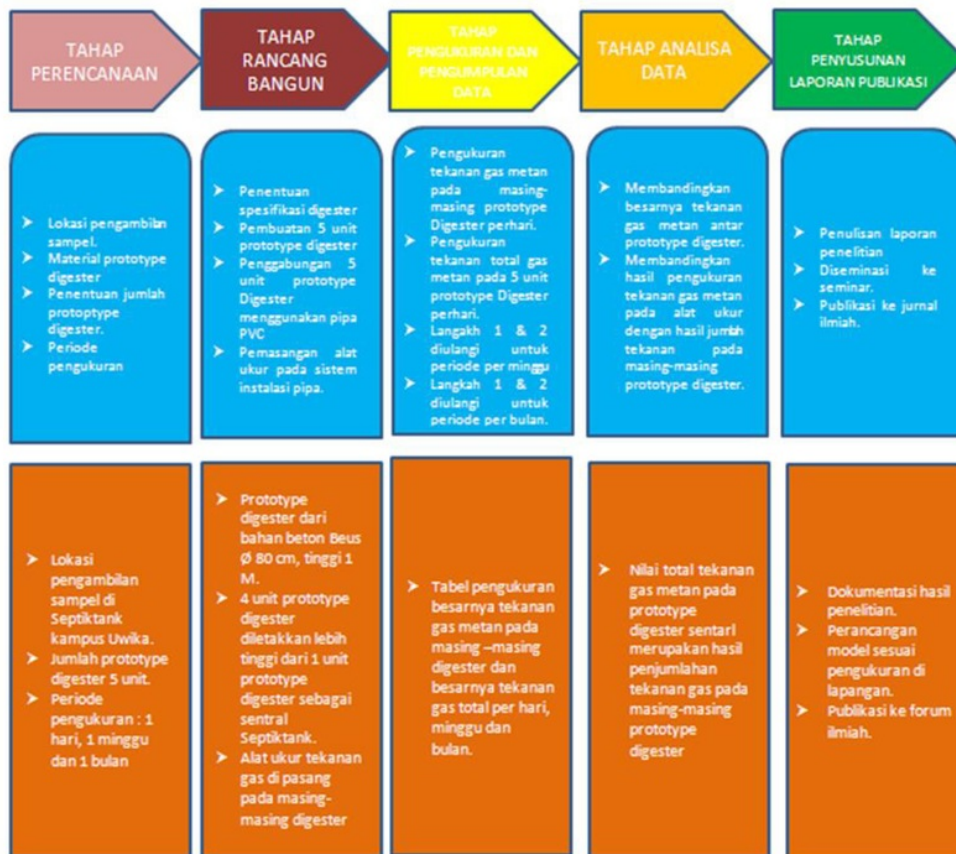 TAHAP
PERENCANAAN
TAHAP
RANCANG
BANGUN
TAHAP
PENGUKURAN DAN
PENGUMPULAN
DATA
TAHAP ANALISA
DATA
TAHAP
PENYUSUNAN
LAPORAN PUBLIKASI
➢ Lokasi pengambilan
sampel.
➢ Material prototype
digester
➢ Penentuan jumlah
protoptype
digester.
➢ Periode
pengukuran
➢ Penentuan
spesifikasi digester
➢ Pembuatan 5 unit
prototype digester
➢ Penggabungan 5
unit prototype
Digester
menggunakan pipa
PVC
➢ Pemasangan alat
ukur pada sistem
instalasi pipa.
➢ Pengukuran
tekanan gas metan
pada masing-
masing prototype
Digester perhari.
➢ Pengukuran
tekanan total gas
metan pada 5 unit
prototype Digester
perhari.
➢ Langakh 1 & 2
diulangi untuk
periode per minggu
➢ Langkah 1 & 2
diulangi untuk
periode per bulan.
➢ Membandingkan
besarnya tekanan
gas metan antar
prototype digester.
➢ Membandingkan
hasil pengukuran
tekanan gas metan
pada alat ukur
dengan hasil jumlah
tekanan pada
masing-masing
prototype digester.
➢ Penulisan laporan
penelitian
➢ Diseminasi ke
seminar.
➢ Publikasi ke jurnal
ilmiah.
➢ Lokasi
pengambilan
sampel di
Septiktank
kampus Uwika.
➢ Jumlah prototype
digester 5 unit.
➢ Periode
pengukuran : 1
hari, 1 minggu
dan 1 bulan
➢ Prototype
digester dari
bahan beton Beus
Ø 80 cm, tinggi 1
M.
➢ 4 unit prototype
digester
diletakkan lebih
tinggi dari 1 unit
prototype
digester sebagai
sentral
Septiktank.
➢ Alat ukur tekanan
gas di pasang
pada masing-
masing digester
➢ Tabel pengukuran
besarnya tekanan
gas metan pada
masing –masing
digester dan
besarnya tekanan
gas total per hari,
minggu dan
bulan.
➢ Nilai total tekanan
gas metan pada
prototype
digester sentarl
merupakan hasil
penjumlahan
tekanan gas pada
masing-masing
prototype
digester
➢ Dokumentasi hasil
penelitian.
➢ Perancangan
model sesuai
pengukuran di
lapangan.
➢ Publikasi ke forum
ilmiah.